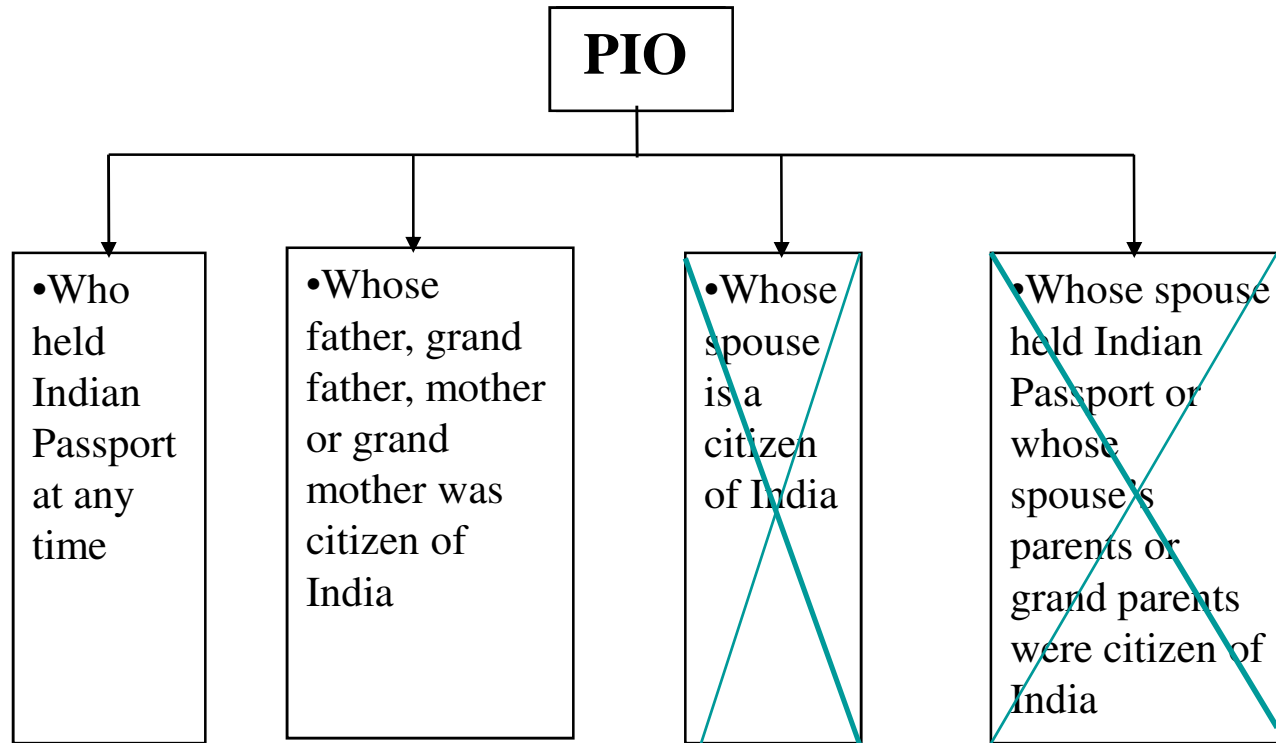 PIO
•Who
held
Indian
Passport
at any
time
•Whose
father, grand
father, mother
or grand
mother was
citizen of
India
•Whose
spouse
is a
citizen
of India
•Whose spouse
held Indian
Passport or
whose
spouse’s
parents or
grand parents
were citizen of
India